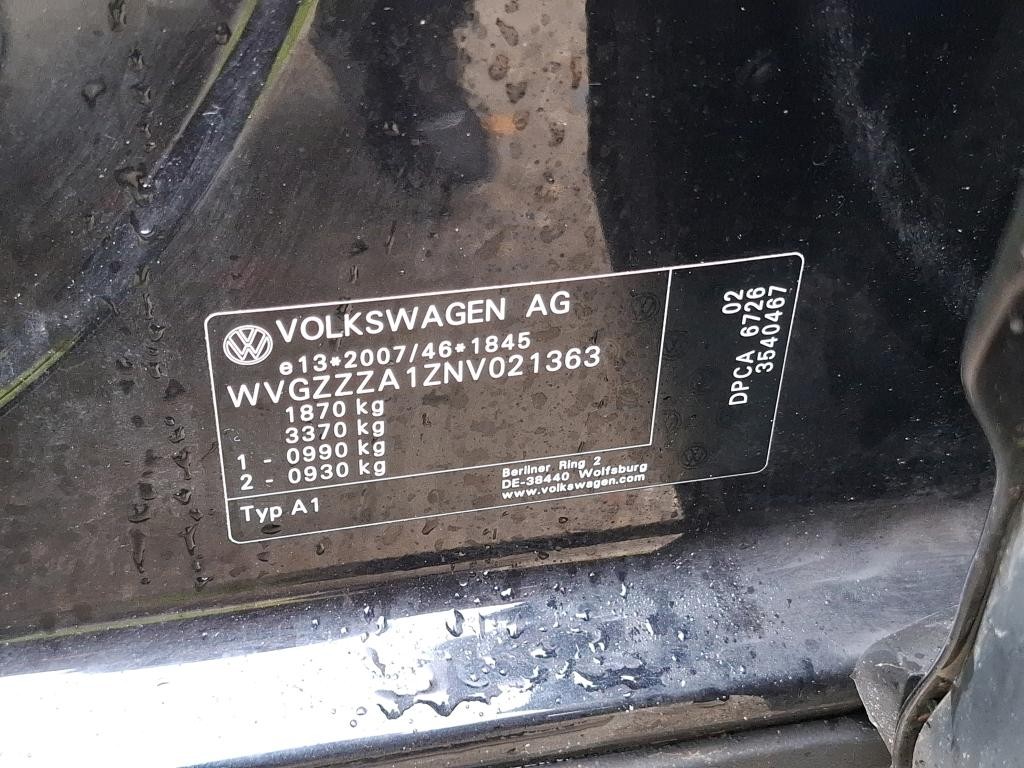 VOLKSWAGEN AG
e13*2007/46*1845
WVGZZZA1ZNV021363
1870 kg
3370 kg
1 - 0990 kg
2 - 0930 kg
Typ A1
Berliner Ring 2
DE-38440 Wolfsburg
www.volkswagen.com
02
DPCA 6726
3540467